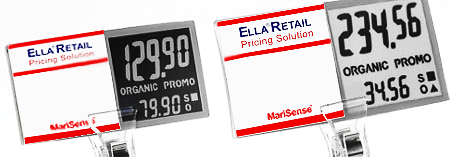 ELLA® RETAIL
Pricing Solution
129.90
ORGANIC PROMO
79.90 S
O
MariSense
ELLA® RETAIL
Pricing Solution
234.56
ORGANIC PROMO
34.56 S
O
MariSense